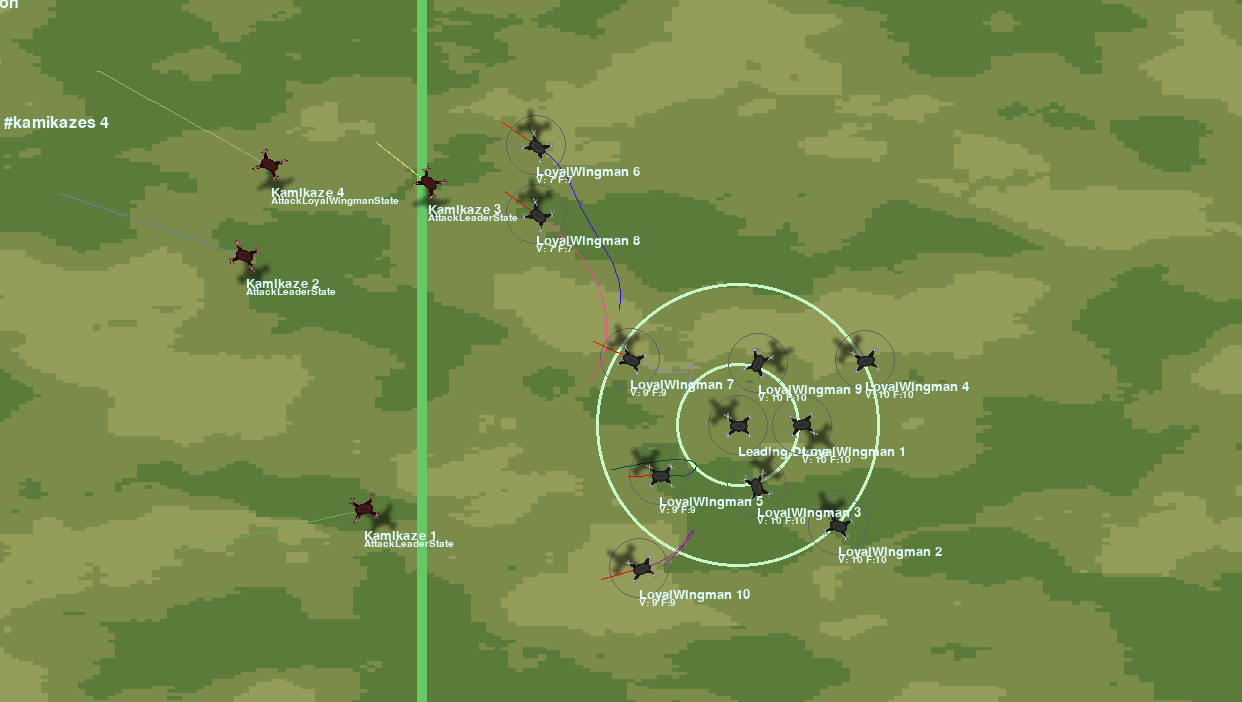 on
#kamikazes 4
LoyalWingman 6
V: 7 F:7
Kamikaze 4
AttackLoyalWingmanState
Kamikaze 3
AttackLeaderState
LoyalWingman 8
V: 7 F:7
Kamikaze 2
AttackLeaderState
LoyalWingman 7
V: 9 F:9
LoyalWingman 9
V: 10 F:10
LoyalWingman 4
V: 10 F:10
Leading
LoyalWingman 1
V: 10 F:10
LoyalWingman 5
V: 9 F:9
LoyalWingman 3
V: 10 F:10
Kamikaze 1
AttackLeaderState
LoyalWingman 2
V: 10 F:10
LoyalWingman 10
V: 9 F:9